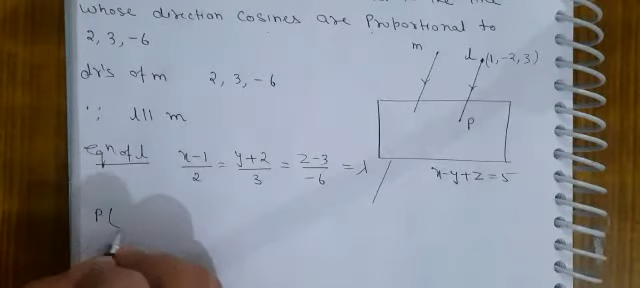 whose direction cosines are proportional to
2, 3, -6
dr's of m 2, 3, -6
∵ l∥m
eqn of l x-1/2 = y+2/3 = z-3/-6 = λ
P(
m l (1,-2,3)
P
x-y+z=5